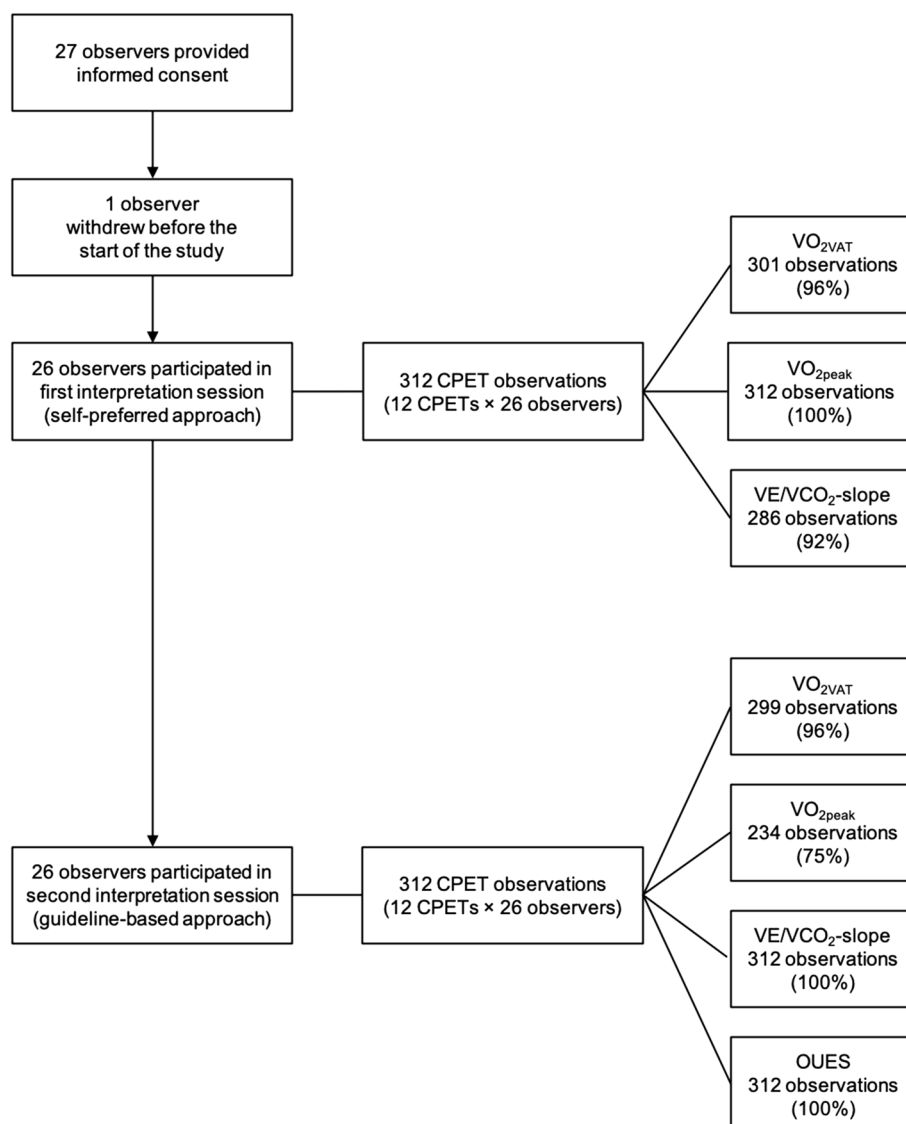 27 observers provided
informed consent
1 observer
withdrew before the
start of the study
26 observers participated in
first interpretation session
(self-preferred approach)
312 CPET observations
(12 CPETs × 26 observers)
VO₂VAT
301 observations
(96%)
VO₂peak
312 observations
(100%)
VE/VCO₂-slope
286 observations
(92%)
26 observers participated in
second interpretation session
(guideline-based approach)
312 CPET observations
(12 CPETs × 26 observers)
VO₂VAT
299 observations
(96%)
VO₂peak
234 observations
(75%)
VE/VCO₂-slope
312 observations
(100%)
OUES
312 observations
(100%)